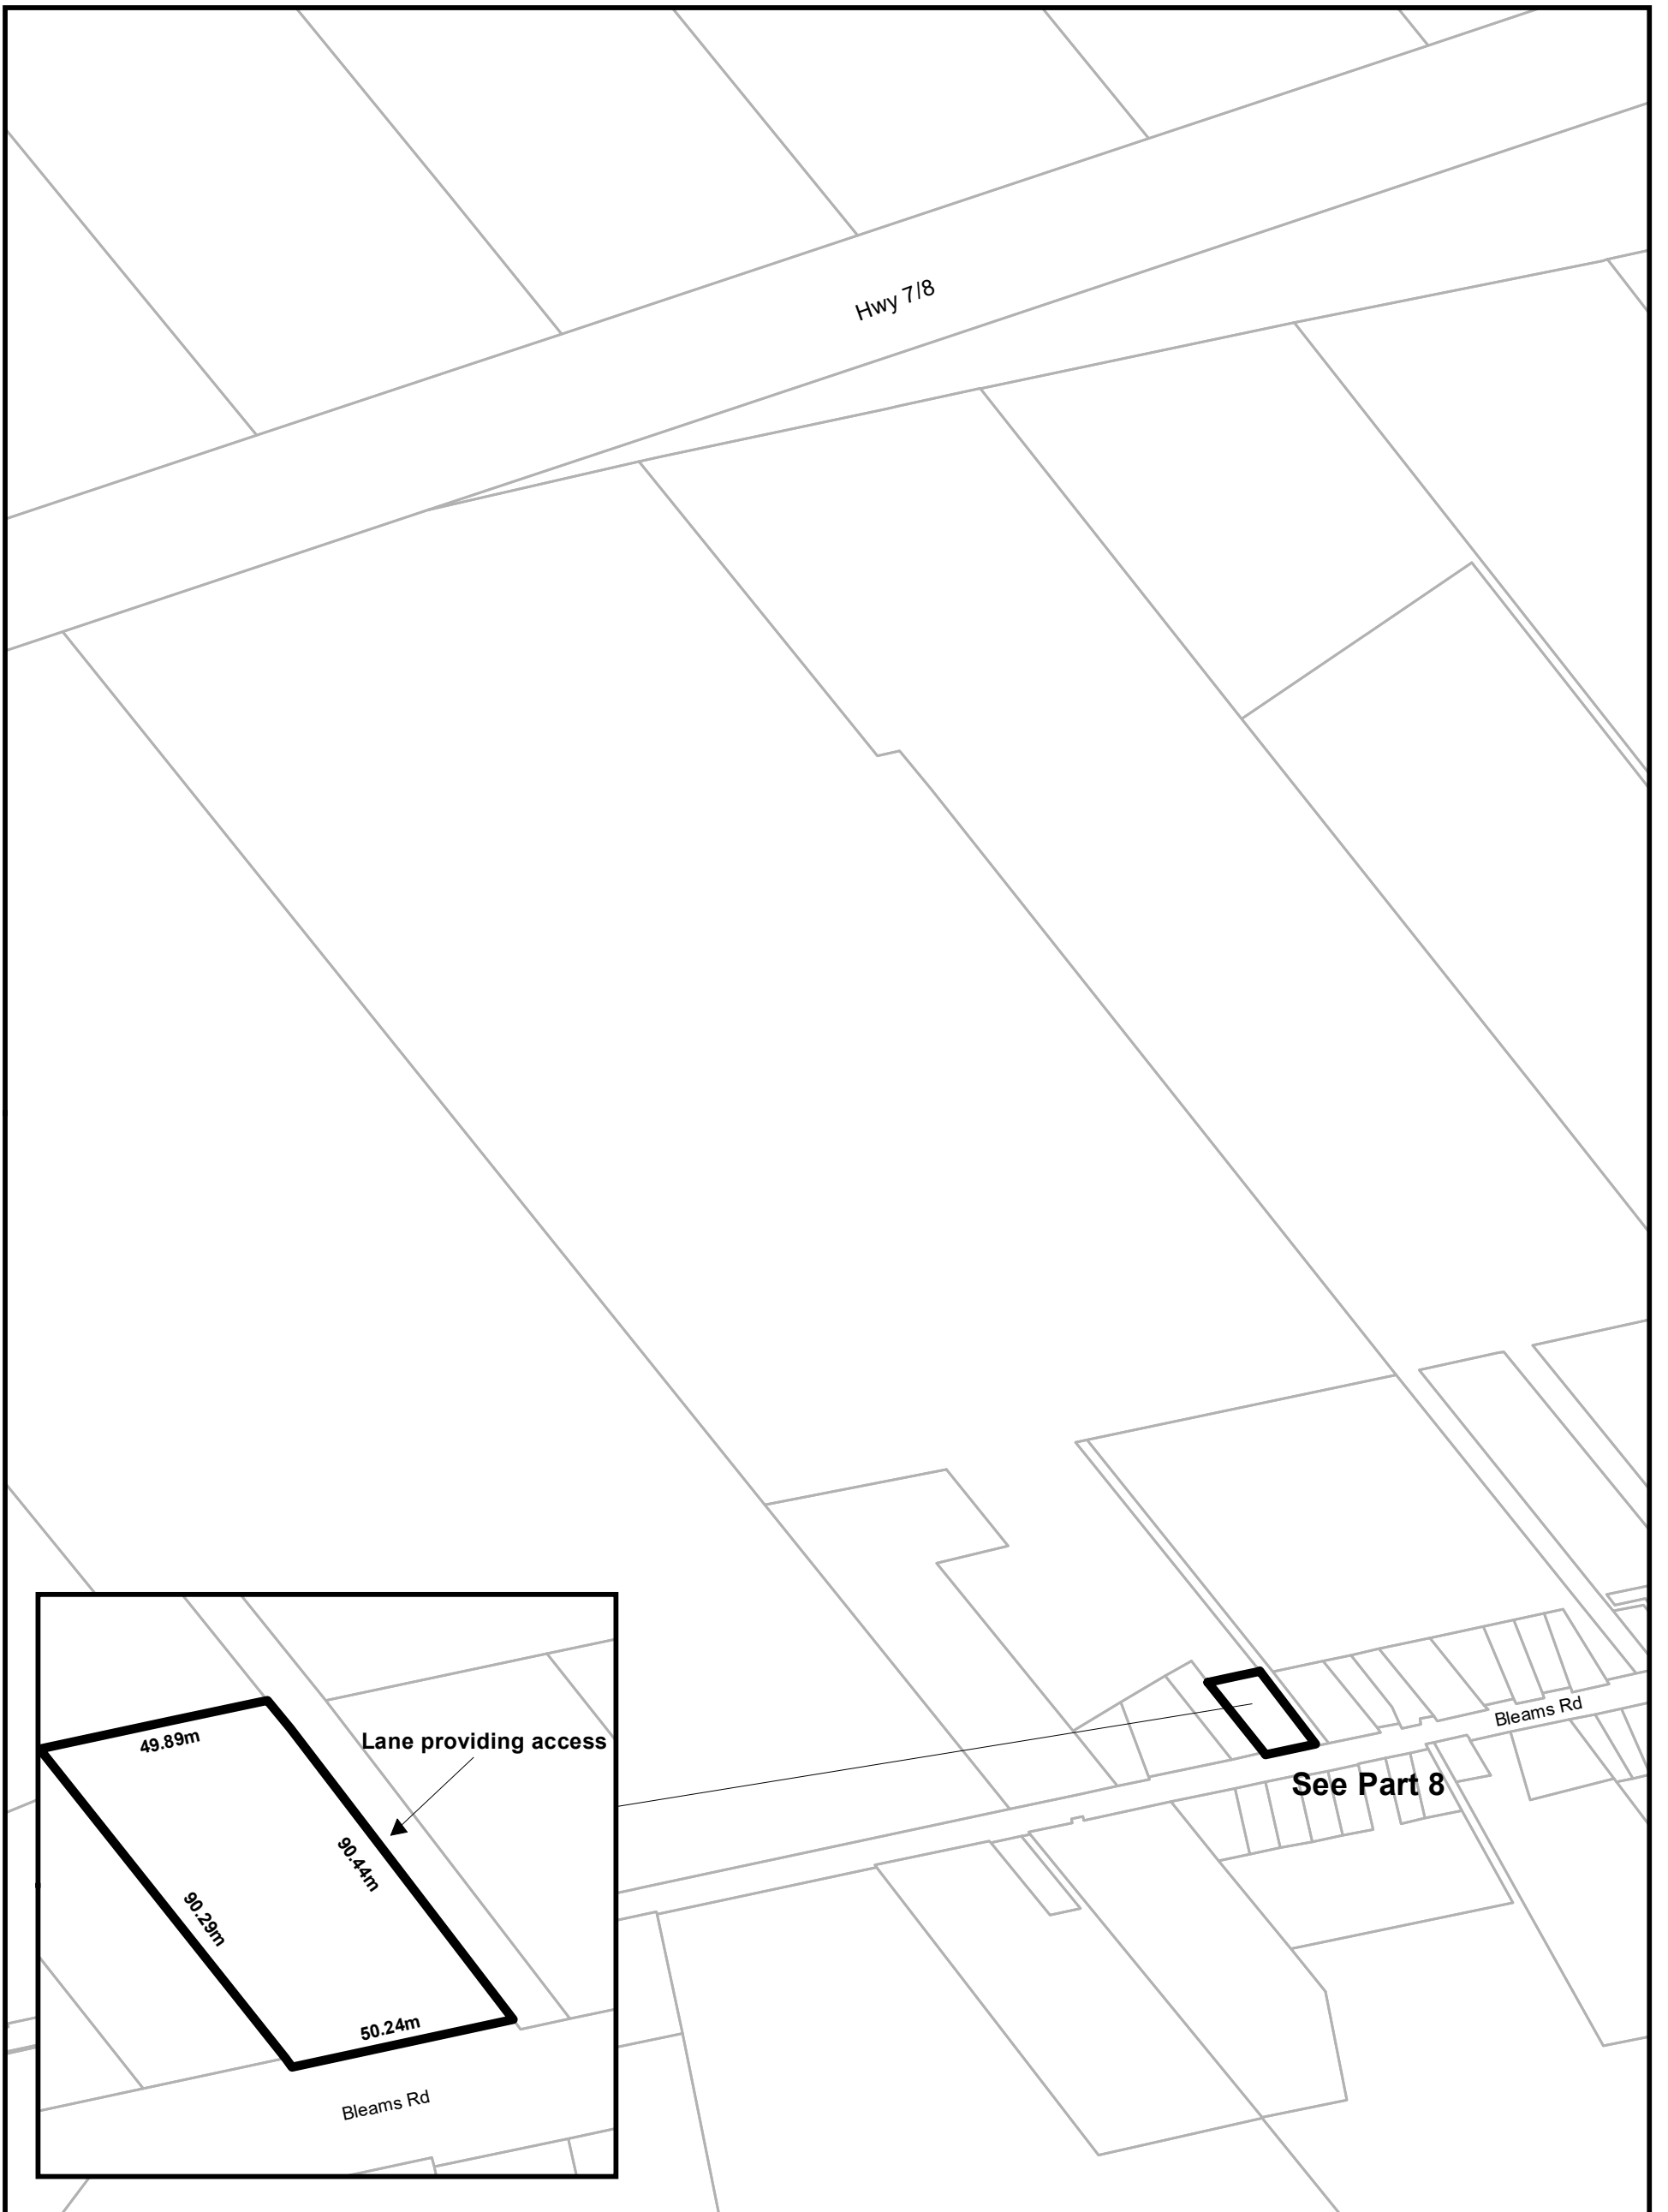 Hwy 7/8
Bleams Rd
See Part 8
49.89m
Lane providing access
90.44m
90.29m
50.24m
Bleams Rd